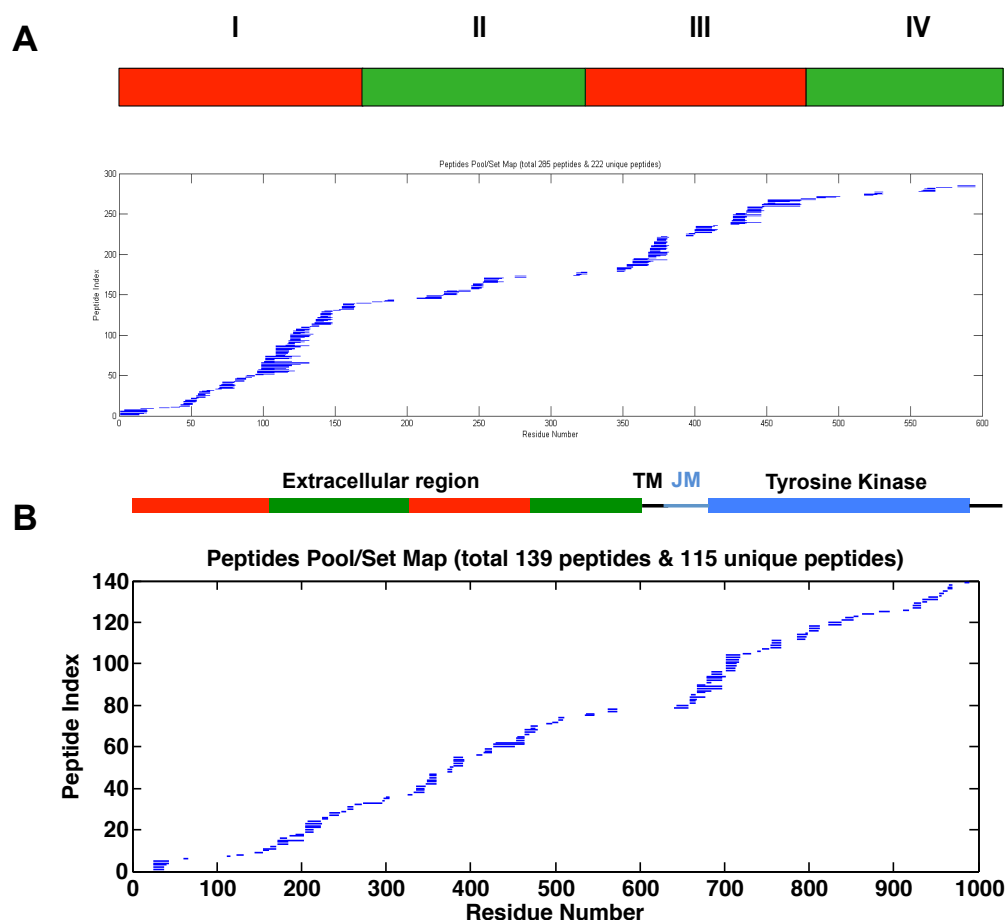 A
I II III IV
Peptides Pool/Set Map (total 285 peptides & 222 unique peptides)
300
250
200
150
100
50
0
Peptide Index
0 50 100 150 200 250 300 350 400 450 500 550 600
Residue Number
B
Extracellular region TM JM Tyrosine Kinase
Peptides Pool/Set Map (total 139 peptides & 115 unique peptides)
140
120
100
80
60
40
20
0
Peptide Index
0 100 200 300 400 500 600 700 800 900 1000
Residue Number